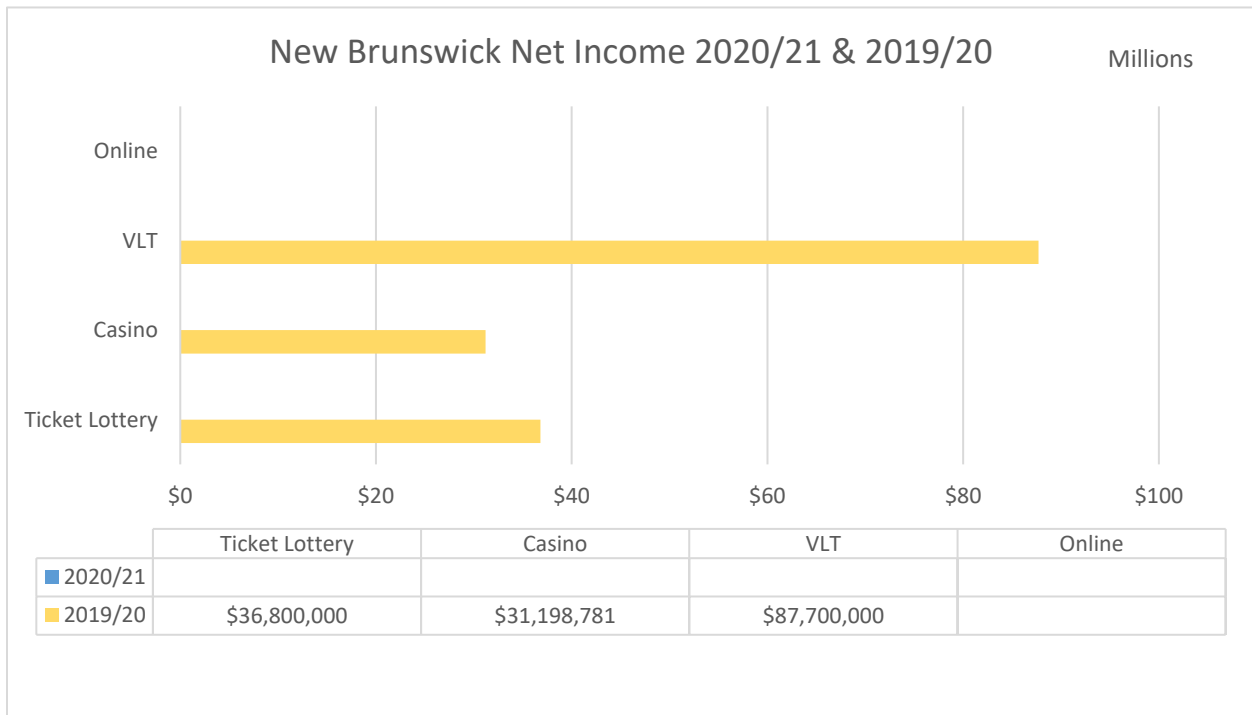 New Brunswick Net Income 2020/21 & 2019/20
Millions
Online
VLT
Casino
Ticket Lottery
$0 $20 $40 $60 $80 $100
Ticket Lottery Casino VLT Online
2020/21
2019/20 $36,800,000 $31,198,781 $87,700,000